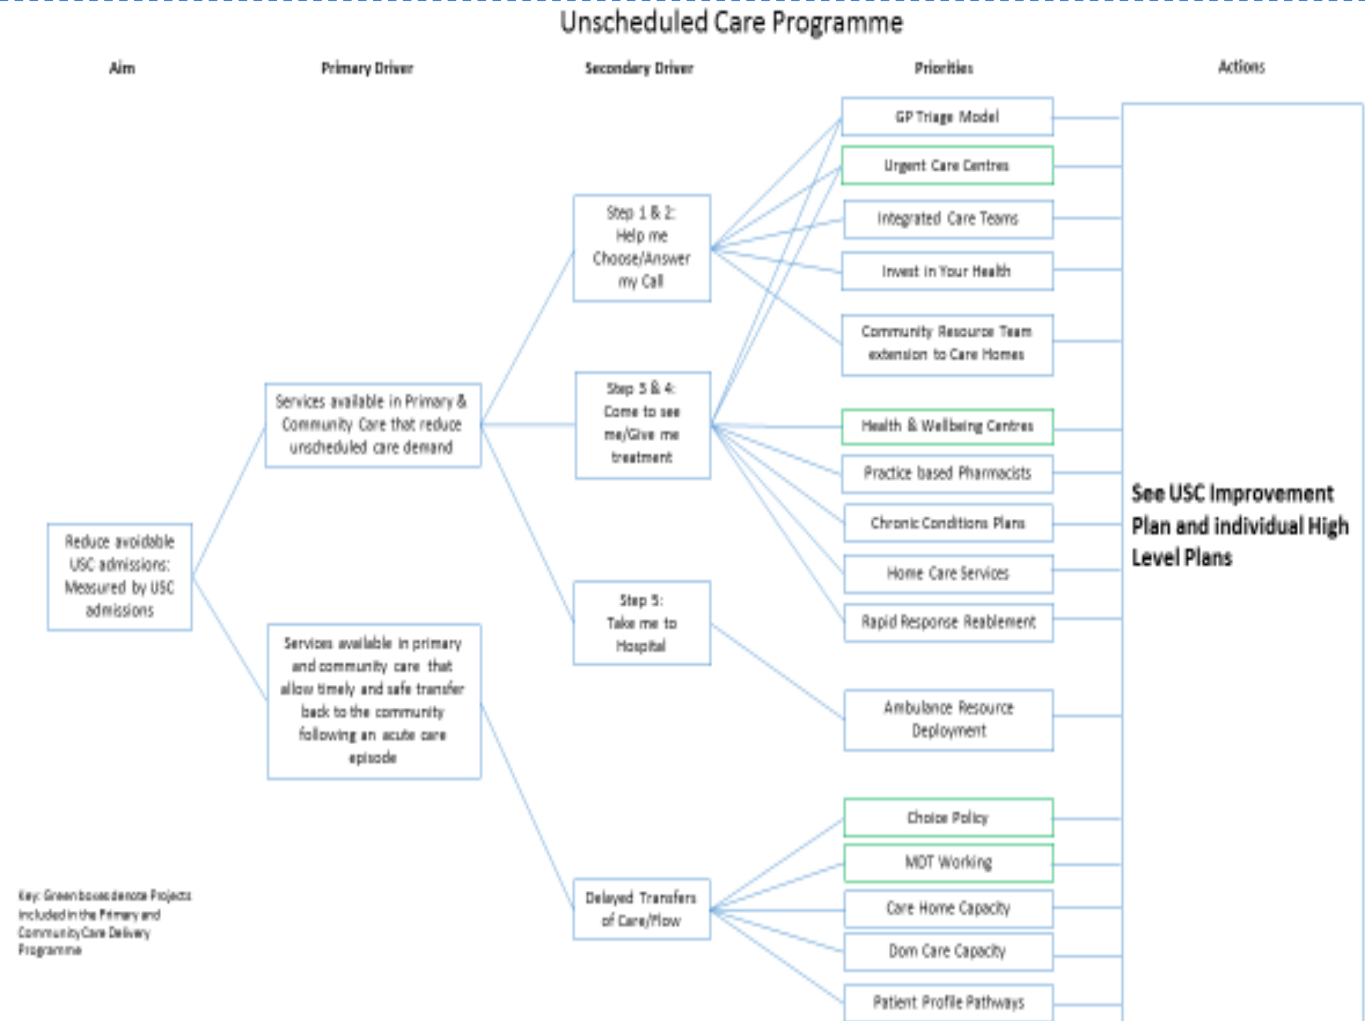 Unscheduled Care Programme
Aim
Primary Driver
Secondary Driver
Priorities
Actions
Reduce avoidable
USC admissions:
Measured by USC
admissions
Services available in Primary &
Community Care that reduce
unscheduled care demand
Services available in primary
and community care that
allow timely and safe transfer
back to the community
following an acute care
episode
Step 1 & 2:
Help me
Choose/Answer
my Call
Step 3 & 4:
Come to see
me/Give me
treatment
Step 5:
Take me to
Hospital
Delayed Transfers
of Care/Flow
GP Triage Model
Urgent Care Centres
Integrated Care Teams
Invest in Your Health
Community Resource Team
extension to Care Homes
Health & Wellbeing Centres
Practice based Pharmacists
Chronic Conditions Plans
Home Care Services
Rapid Response Reablement
Ambulance Resource
Deployment
Choice Policy
MDT Working
Care Home Capacity
Dom Care Capacity
Patient Profile Pathways
See USC Improvement
Plan and individual High
Level Plans
Key: Green boxes denote Projects
included in the Primary and
Community Care Delivery
Programme